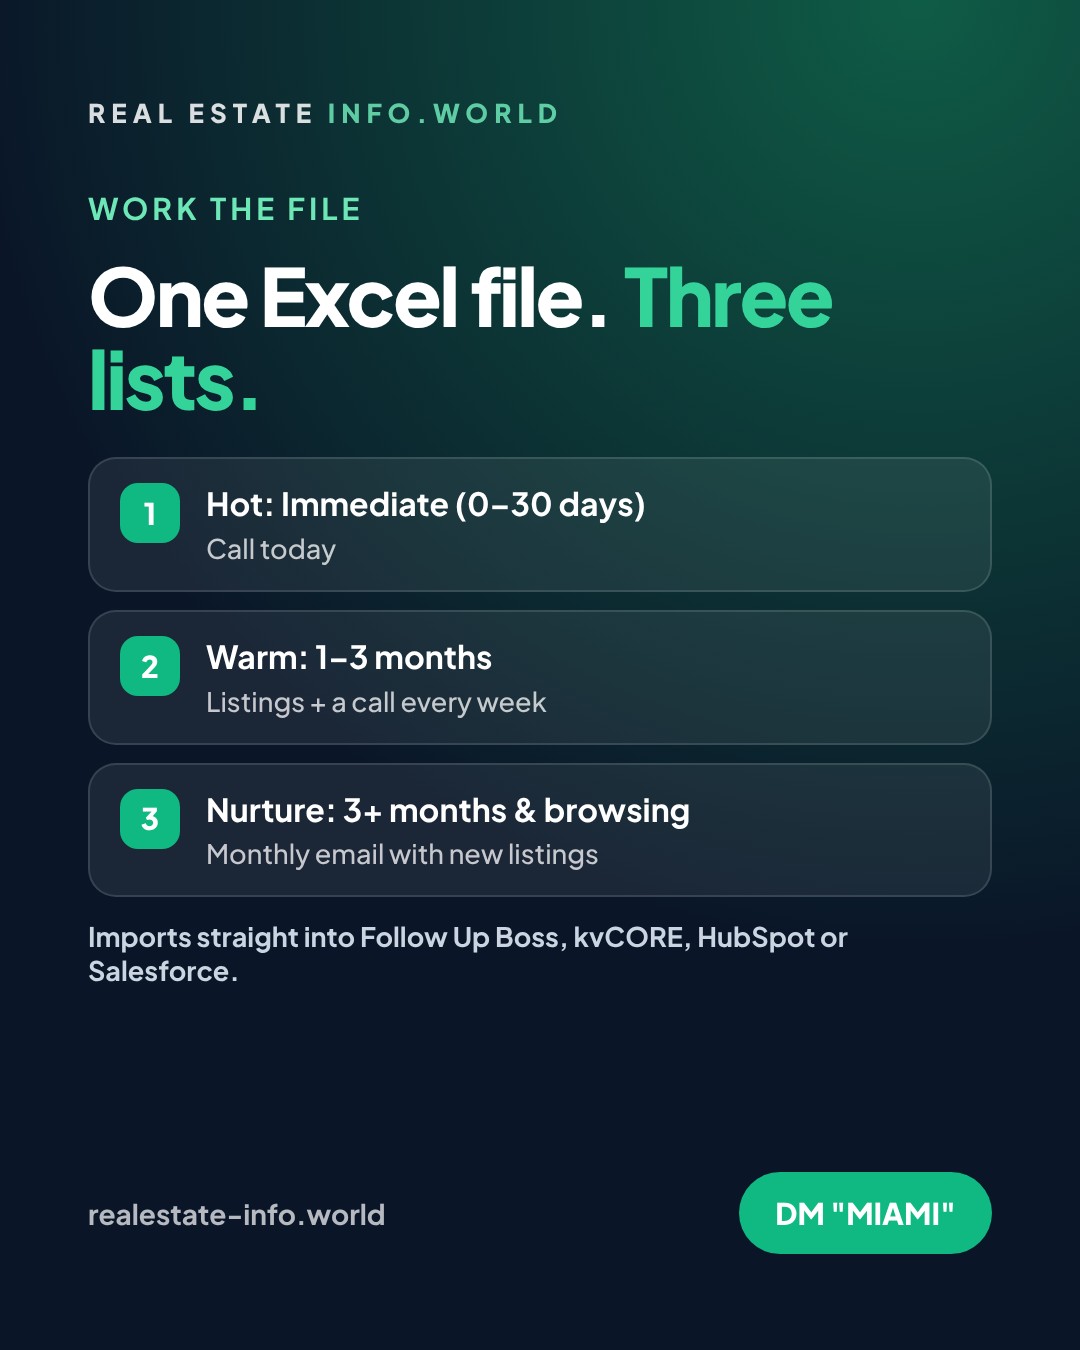 REAL ESTATE INFO.WORLD
WORK THE FILE
One Excel file. Three
lists.
1
Hot: Immediate (0–30 days)
Call today
2
Warm: 1–3 months
Listings + a call every week
3
Nurture: 3+ months & browsing
Monthly email with new listings
Imports straight into Follow Up Boss, kvCORE, HubSpot or
Salesforce.
realestate-info.world
DM "MIAMI"